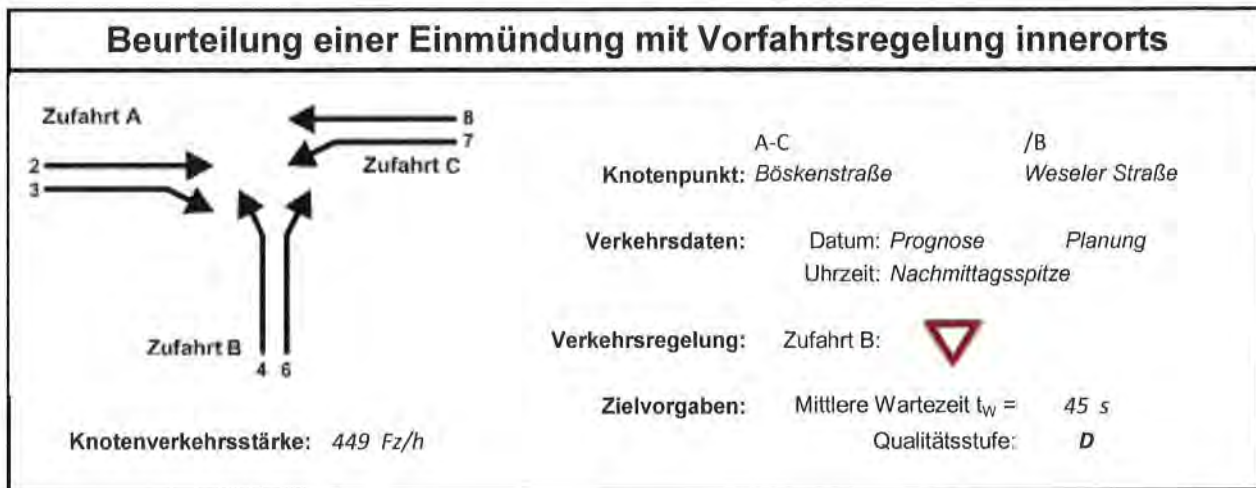 Beurteilung einer Einmündung mit Vorfahrtsregelung innerorts
Zufahrt A
8
7
2
Zufahrt C
3
Zufahrt B
4 6
Knotenverkehrsstärke: 449 Fz/h
A-C /B
Knotenpunkt: Böskenstraße Weseler Straße
Verkehrsdaten: Datum: Prognose Planung
Uhrzeit: Nachmittagsspitze
Verkehrsregelung: Zufahrt B:
Zielvorgaben: Mittlere Wartezeit tW = 45 s
Qualitätsstufe: D